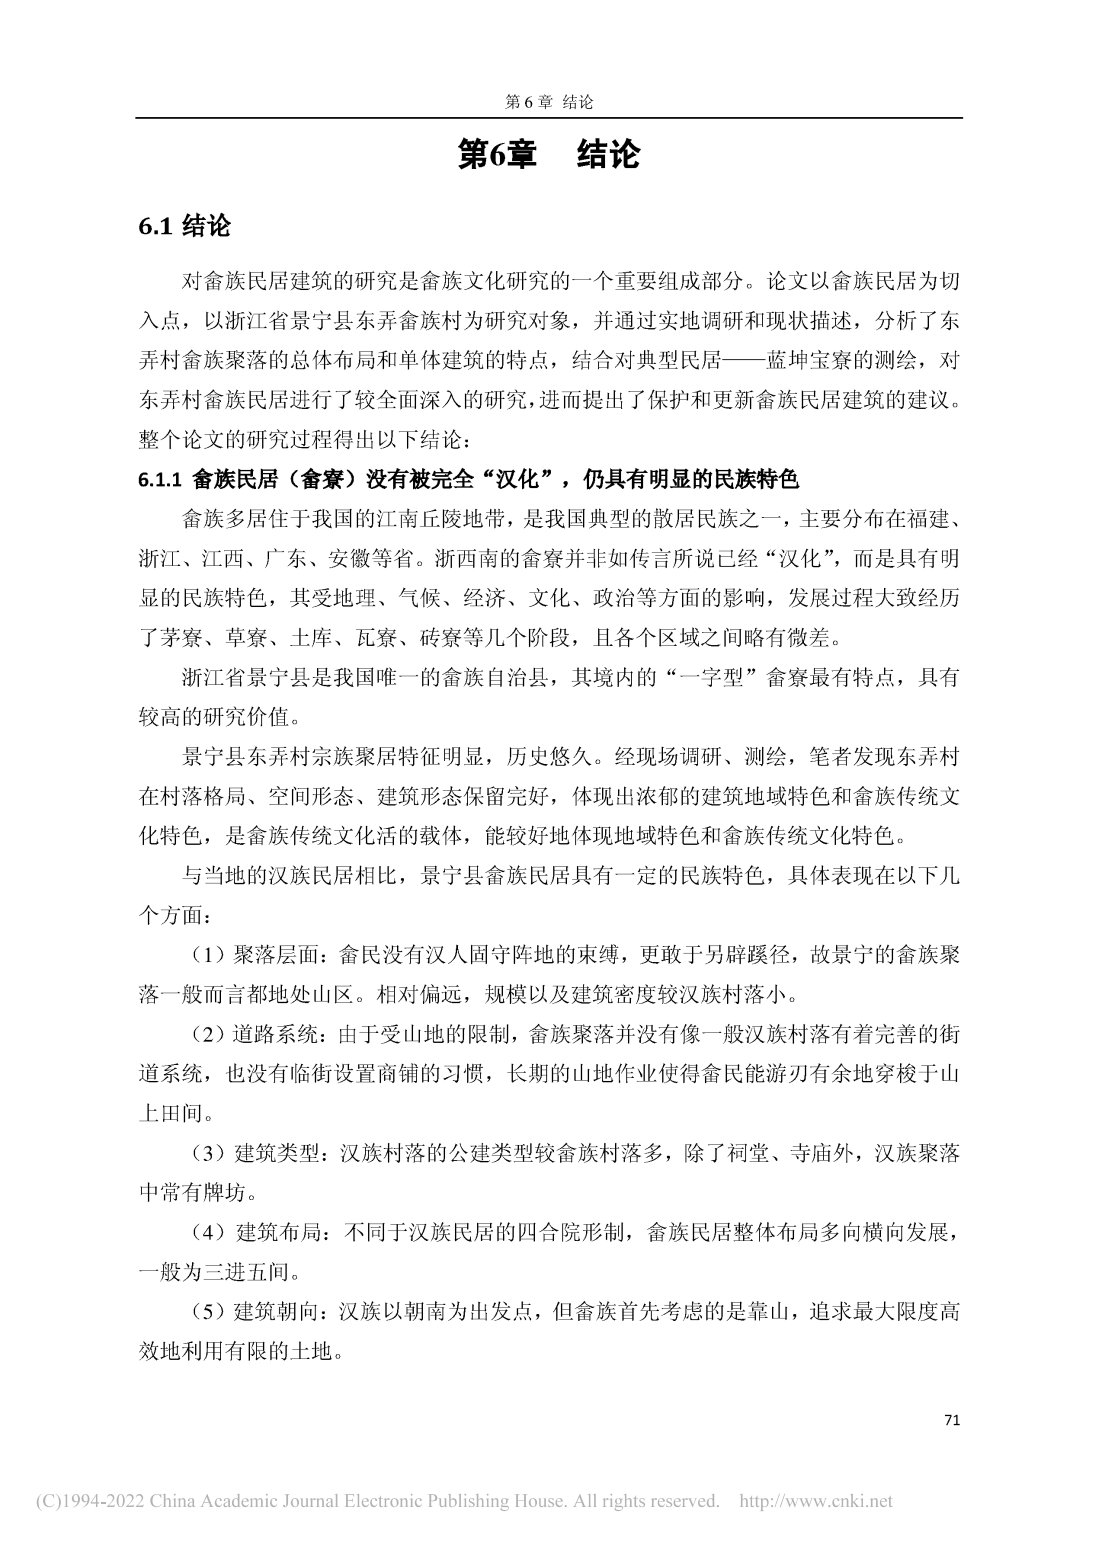 第 6 章 结论
第6章 结论
6.1 结论
对畲族民居建筑的研究是畲族文化研究的一个重要组成部分。论文以畲族民居为切
入点，以浙江省景宁县东弄畲族村为研究对象，并通过实地调研和现状描述，分析了东
弄村畲族聚落的总体布局和单体建筑的特点，结合对典型民居——蓝坤宝寮的测绘，对
东弄村畲族民居进行了较全面深入的研究，进而提出了保护和更新畲族民居建筑的建议。
整个论文的研究过程得出以下结论：
6.1.1 畲族民居（畲寮）没有被完全“汉化”，仍具有明显的民族特色
畲族多居住于我国的江南丘陵地带，是我国典型的散居民族之一，主要分布在福建、
浙江、江西、广东、安徽等省。浙西南的畲寮并非如传言所说已经“汉化”，而是具有明
显的民族特色，其受地理、气候、经济、文化、政治等方面的影响，发展过程大致经历
了茅寮、草寮、土库、瓦寮、砖寮等几个阶段，且各个区域之间略有微差。
浙江省景宁县是我国唯一的畲族自治县，其境内的“一字型”畲寮最有特点，具有
较高的研究价值。
景宁县东弄村宗族聚居特征明显，历史悠久。经现场调研、测绘，笔者发现东弄村
在村落格局、空间形态、建筑形态保留完好，体现出浓郁的建筑地域特色和畲族传统文
化特色，是畲族传统文化活的载体，能较好地体现地域特色和畲族传统文化特色。
与当地的汉族民居相比，景宁县畲族民居具有一定的民族特色，具体表现在以下几
个方面：
（1）聚落层面：畲民没有汉人固守阵地的束缚，更敢于另辟蹊径，故景宁的畲族聚
落一般而言都地处山区。相对偏远，规模以及建筑密度较汉族村落小。
（2）道路系统：由于受山地的限制，畲族聚落并没有像一般汉族村落有着完善的街
道系统，也没有临街设置商铺的习惯，长期的山地作业使得畲民能游刃有余地穿梭于山
上田间。
（3）建筑类型：汉族村落的公建类型较畲族村落多，除了祠堂、寺庙外，汉族聚落
中常有牌坊。
（4）建筑布局：不同于汉族民居的四合院形制，畲族民居整体布局多向横向发展，
一般为三进五间。
（5）建筑朝向：汉族以朝南为出发点，但畲族首先考虑的是靠山，追求最大限度高
效地利用有限的土地。
71
(C)1994-2022 China Academic Journal Electronic Publishing House. All rights reserved. http://www.cnki.net